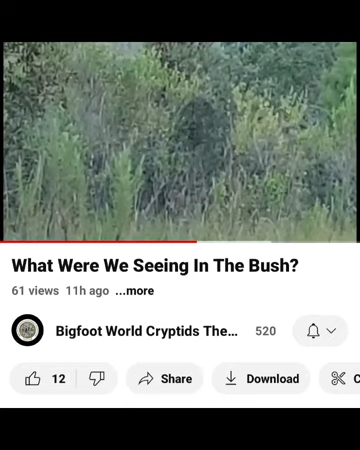 What Were We Seeing In The Bush?
61 views 11h ago ...more
Bigfoot World Cryptids The... 520
12 Share Download C